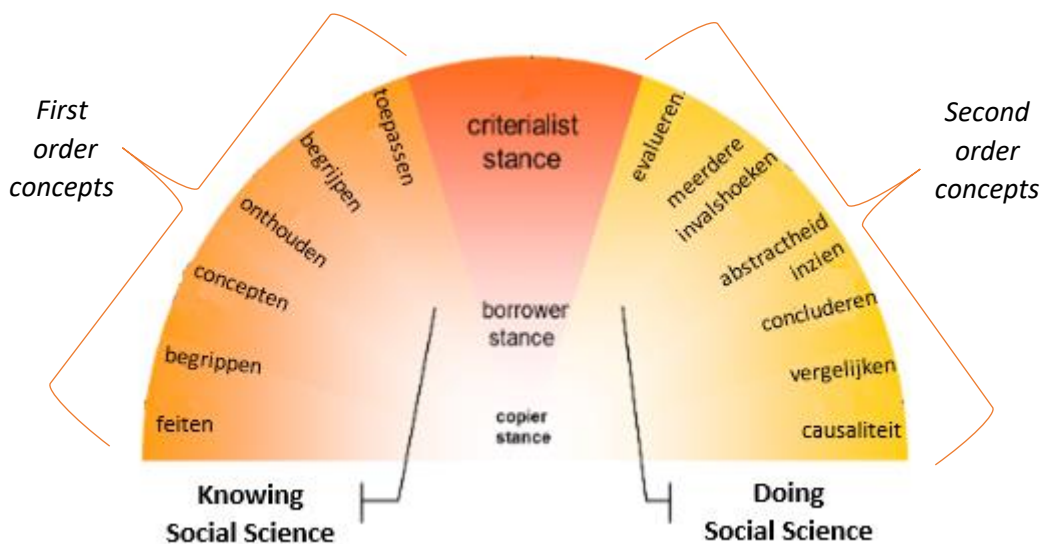 First
order
concepts
toepassen
begrijpen
onthouden
concepten
begrippen
feiten
criterialist
stance
borrower
stance
copier
stance
evalueren
meerdere
invalshoeken
abstractheid
inzien
concluderen
vergelijken
causaliteit
Second
order
concepts
Knowing
Social Science
Doing
Social Science